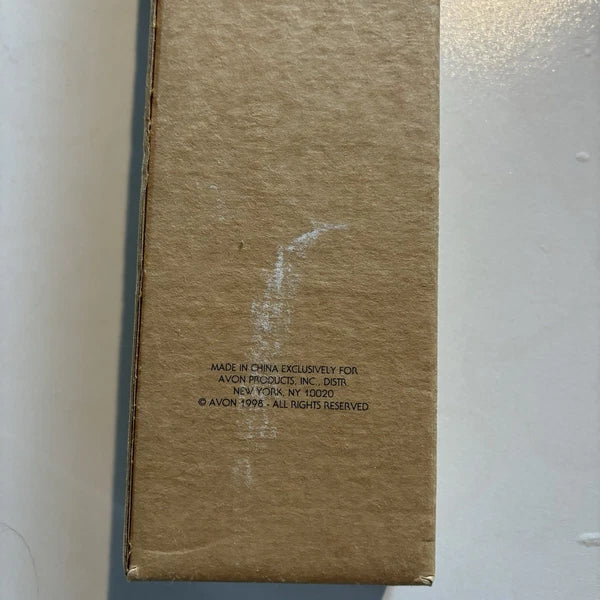 MADE IN CHINA EXCLUSIVELY FOR
AVON PRODUCTS, INC., DISTR.
NEW YORK, NY 10020
© AVON 1998 - ALL RIGHTS RESERVED